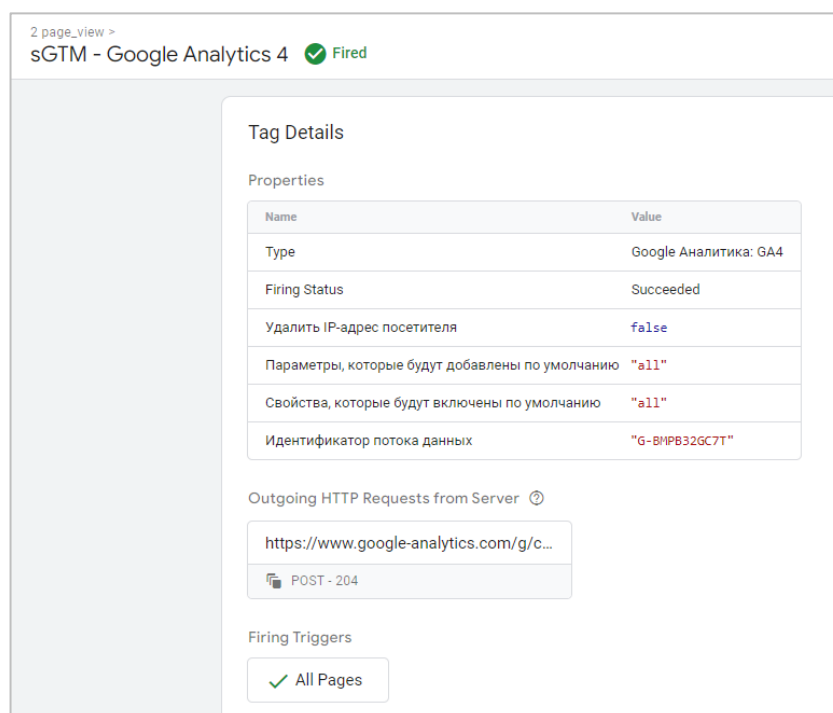 2 page_view >
sGTM - Google Analytics 4 Fired
Tag Details
Properties
Name Value
Type Google Аналитика: GA4
Firing Status Succeeded
Удалить IP-адрес посетителя false
Параметры, которые будут добавлены по умолчанию "all"
Свойства, которые будут включены по умолчанию "all"
Идентификатор потока данных "G-BMPB32GC7T"
Outgoing HTTP Requests from Server
https://www.google-analytics.com/g/c...
POST - 204
Firing Triggers
All Pages